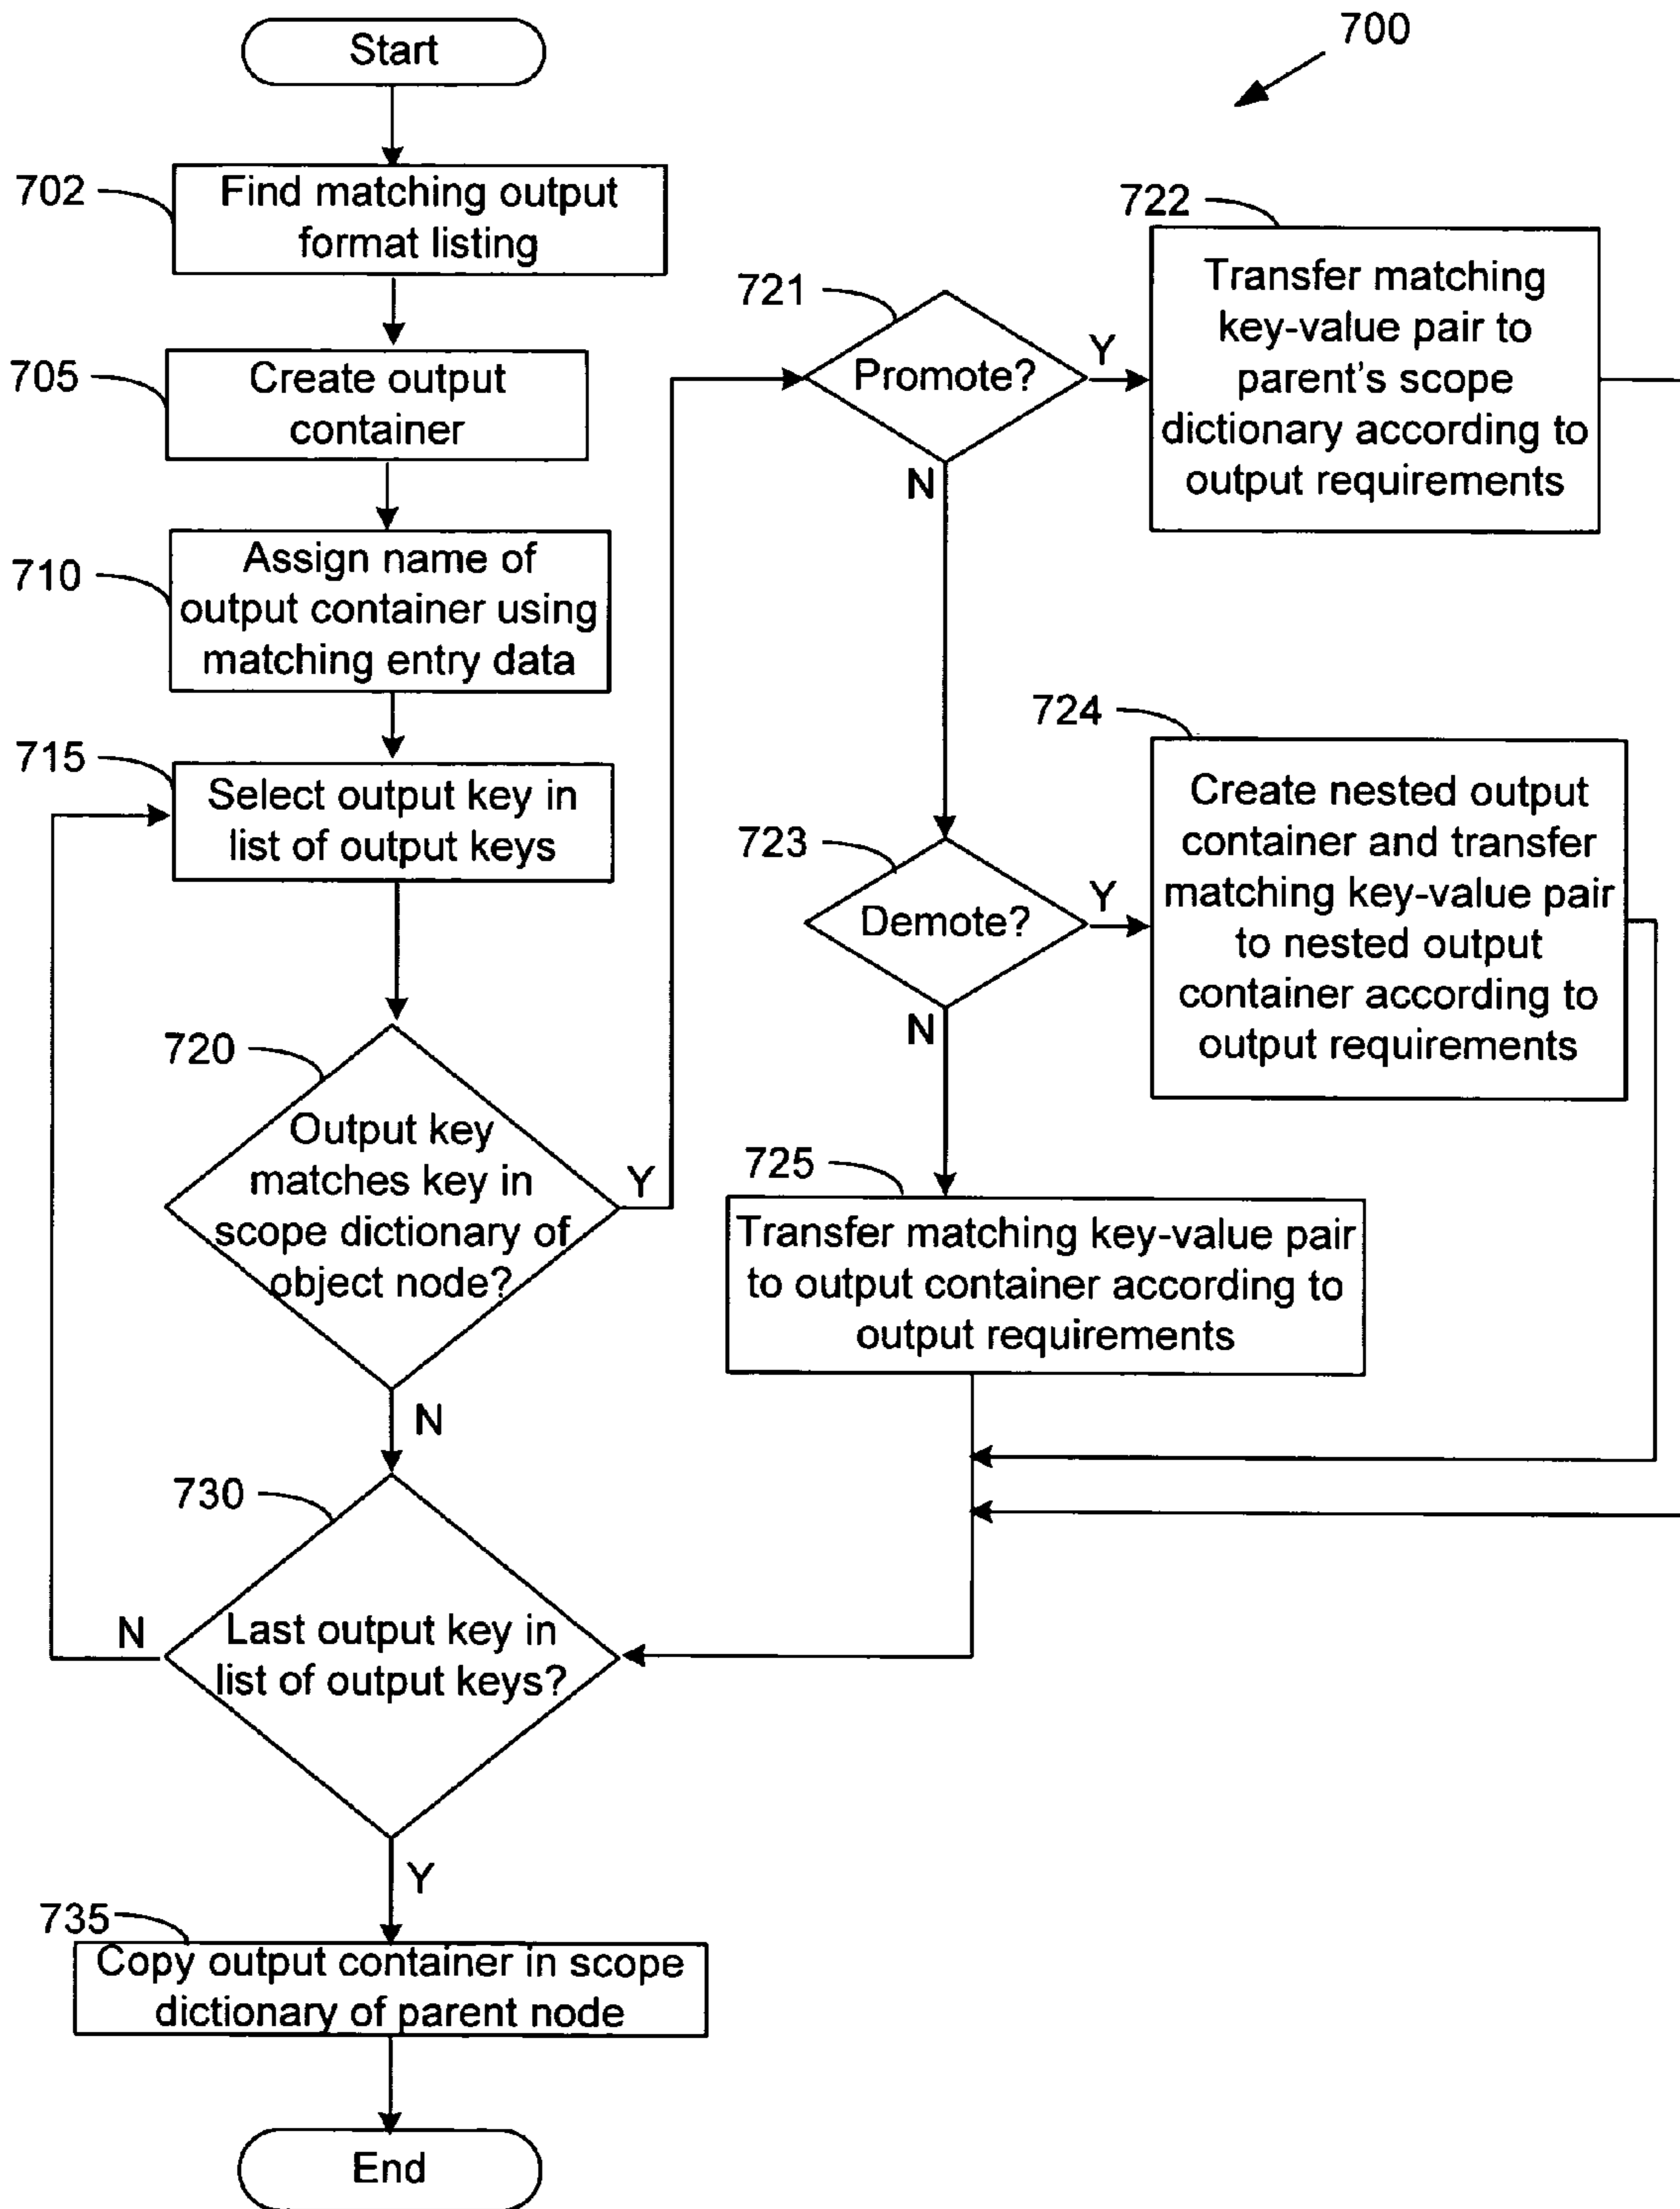 Start
700
702
Find matching output
format listing
705
Create output
container
710
Assign name of
output container using
matching entry data
715
Select output key in
list of output keys
720
Output key
matches key in
scope dictionary of
object node?
Y
N
721
Promote?
Y
N
722
Transfer matching
key-value pair to
parent's scope
dictionary according to
output requirements
723
Demote?
Y
N
724
Create nested output
container and transfer
matching key-value pair
to nested output
container according to
output requirements
725
Transfer matching key-value pair
to output container according to
output requirements
730
Last output key in
list of output keys?
N
Y
735
Copy output container in scope
dictionary of parent node
End